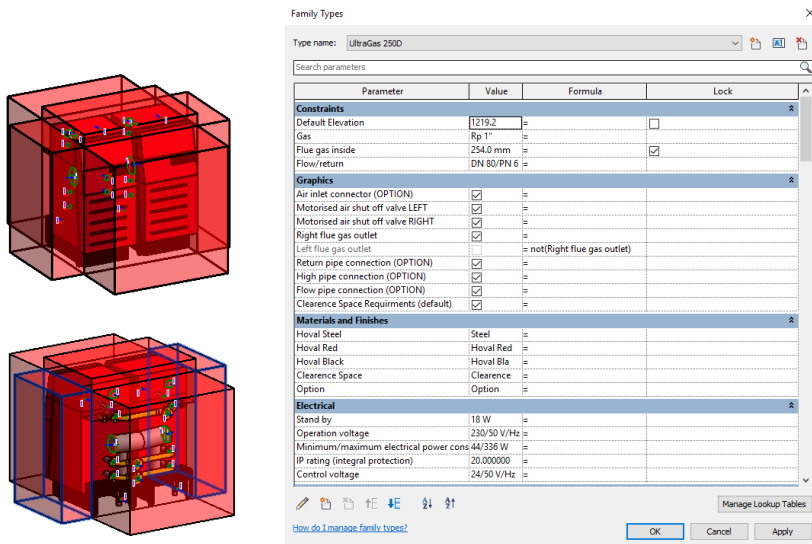 Family Types
Type name: UltraGas 250D
Search parameters
Parameter Value Formula Lock
Constraints
Default Elevation 1219.2 =
Gas Rp 1" =
Flue gas inside 254.0 mm =
Flow/return DN 80/PN 6 =
Graphics
Air inlet connector (OPTION) =
Motorised air shut off valve LEFT =
Motorised air shut off valve RIGHT =
Right flue gas outlet =
Left flue gas outlet = not(Right flue gas outlet)
Return pipe connection (OPTION) =
High pipe connection (OPTION) =
Flow pipe connection (OPTION) =
Clearence Space Requirments (default) =
Materials and Finishes
Hoval Steel Steel =
Hoval Red Hoval Red =
Hoval Black Hoval Bla =
Clearence Space Clearence =
Option Option =
Electrical
Stand by 18 W =
Operation voltage 230/50 V/Hz =
Minimum/maximum electrical power cons 44/336 W =
IP rating (integral protection) 20.000000 =
Control voltage 24/50 V/Hz =
Manage Lookup Tables
How do I manage family types?
OK Cancel Apply